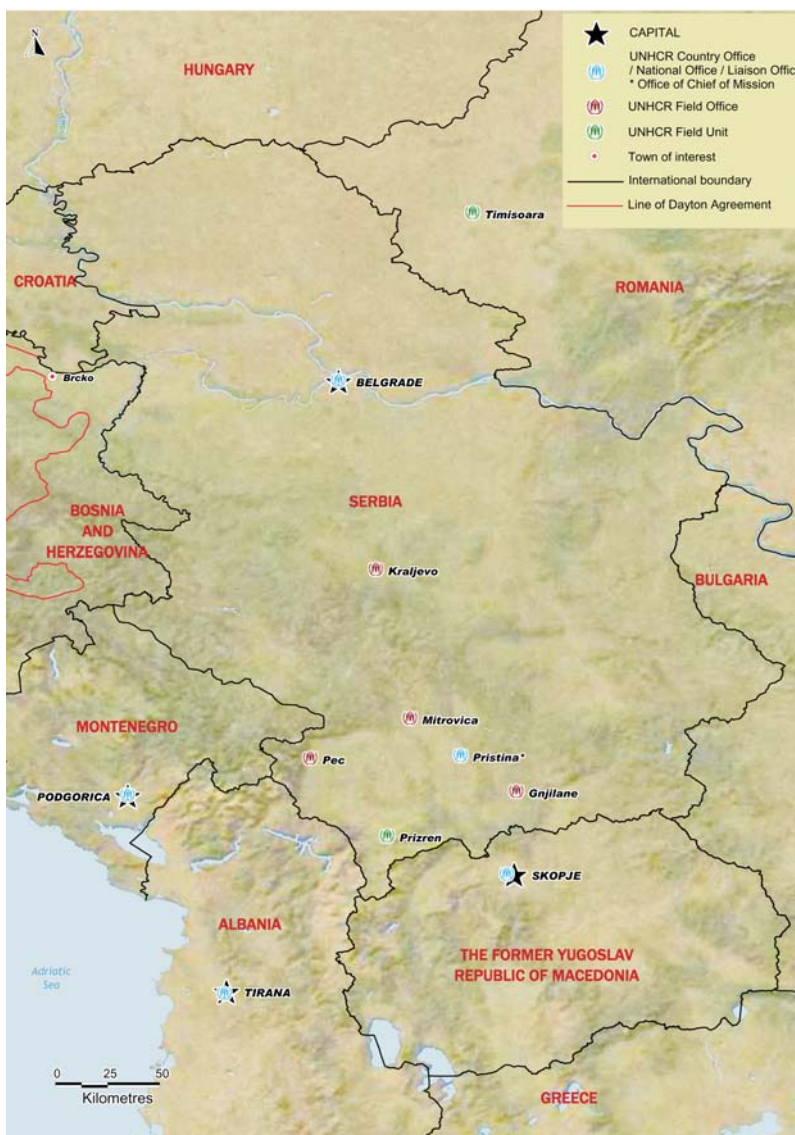 N
CAPITAL
UNHCR Country Office
/ National Office / Liaison Offic
* Office of Chief of Mission
UNHCR Field Office
UNHCR Field Unit
Town of interest
International boundary
Line of Dayton Agreement
HUNGARY
Timisoara
CROATIA
ROMANIA
Brcko
BELGRADE
SERBIA
BOSNIA
AND
HERZEGOVINA
Kraljevo
BULGARIA
MONTENEGRO
Mitrovica
Pec
Pristina*
PODGORICA
Gnjilane
Prizren
SKOPJE
ALBANIA
THE FORMER YUGOSLAV
REPUBLIC OF MACEDONIA
Adriatic
Sea
TIRANA
0 25 50
Kilometres
GREECE